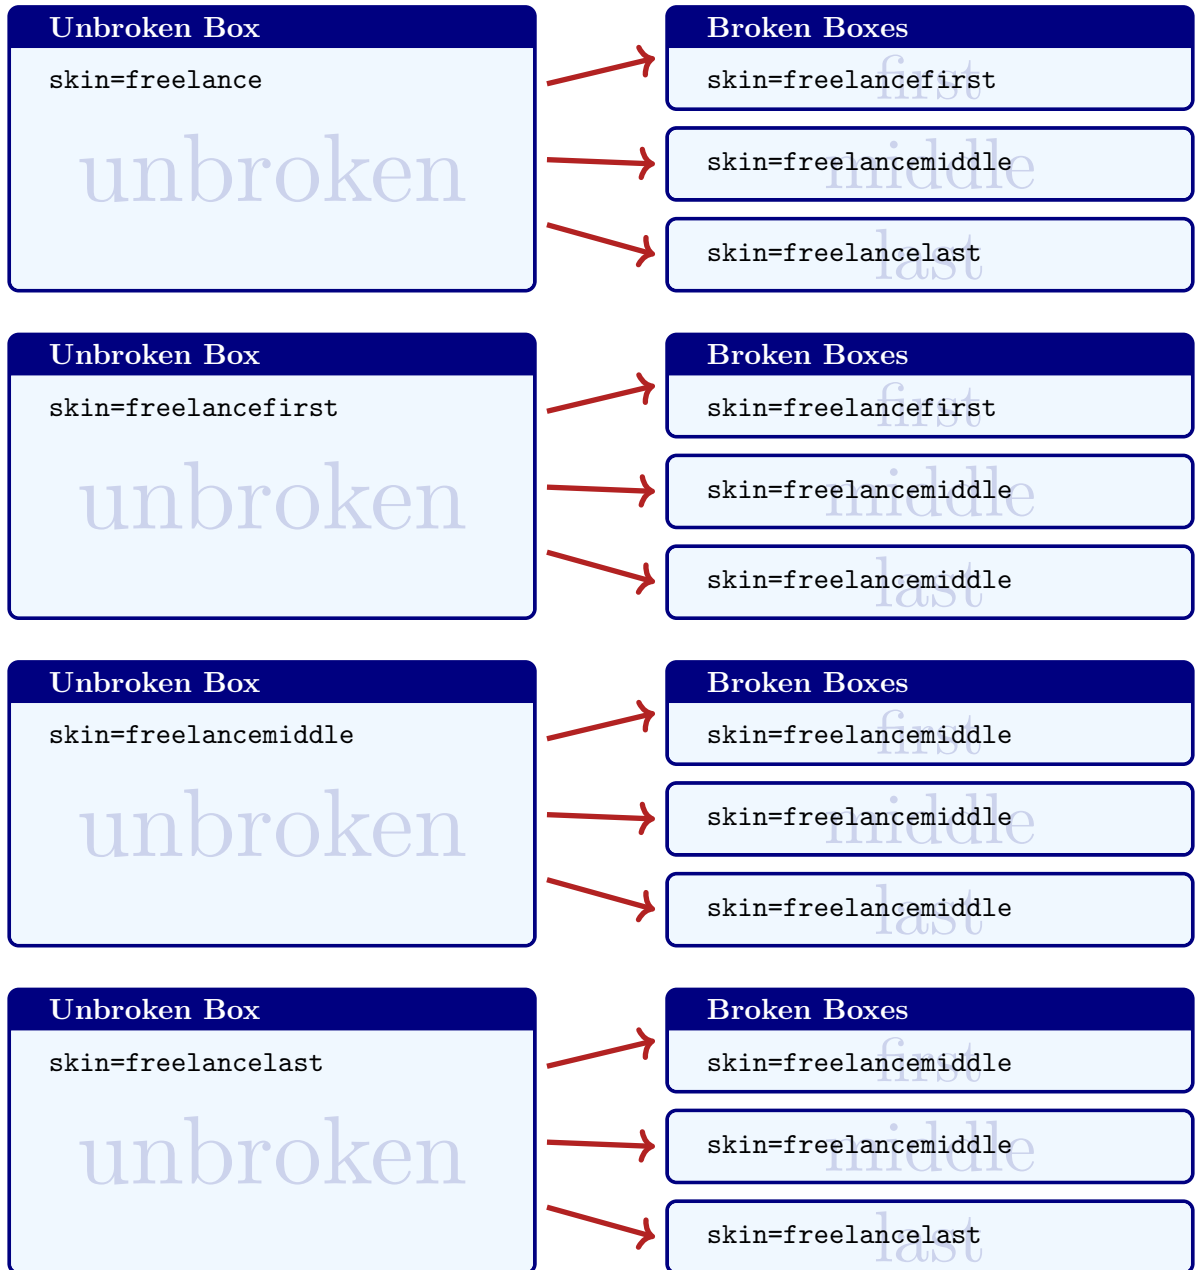 Unbroken Box
skin=freelance
unbroken
Broken Boxes
first
skin=freelancefirst
middle
skin=freelancemiddle
last
skin=freelancelast
Unbroken Box
skin=freelancefirst
unbroken
Broken Boxes
first
skin=freelancefirst
middle
skin=freelancemiddle
last
skin=freelancemiddle
Unbroken Box
skin=freelancemiddle
unbroken
Broken Boxes
first
skin=freelancemiddle
middle
skin=freelancemiddle
last
skin=freelancemiddle
Unbroken Box
skin=freelancelast
unbroken
Broken Boxes
first
skin=freelancemiddle
middle
skin=freelancemiddle
last
skin=freelancelast